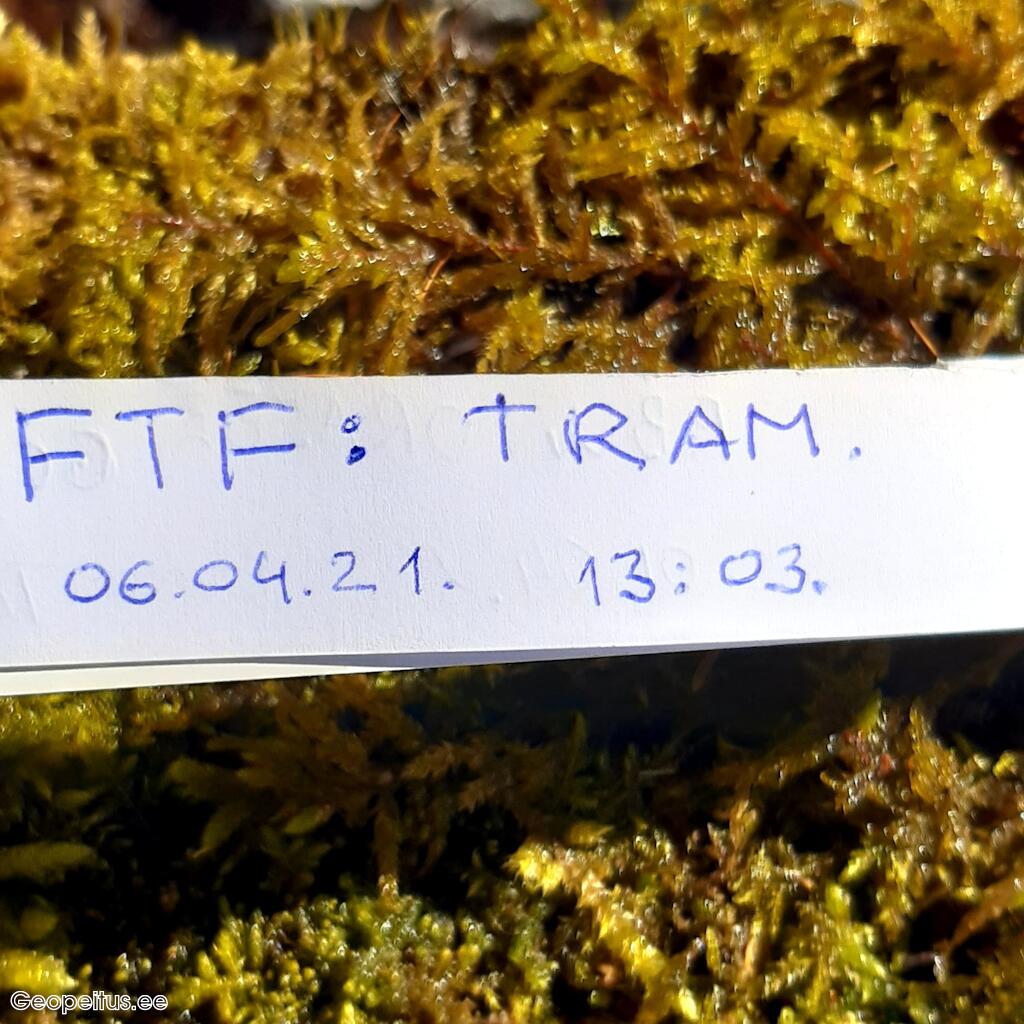 FTF: TRAM.
06.04.21. 13:03.
Geopeitus.ee